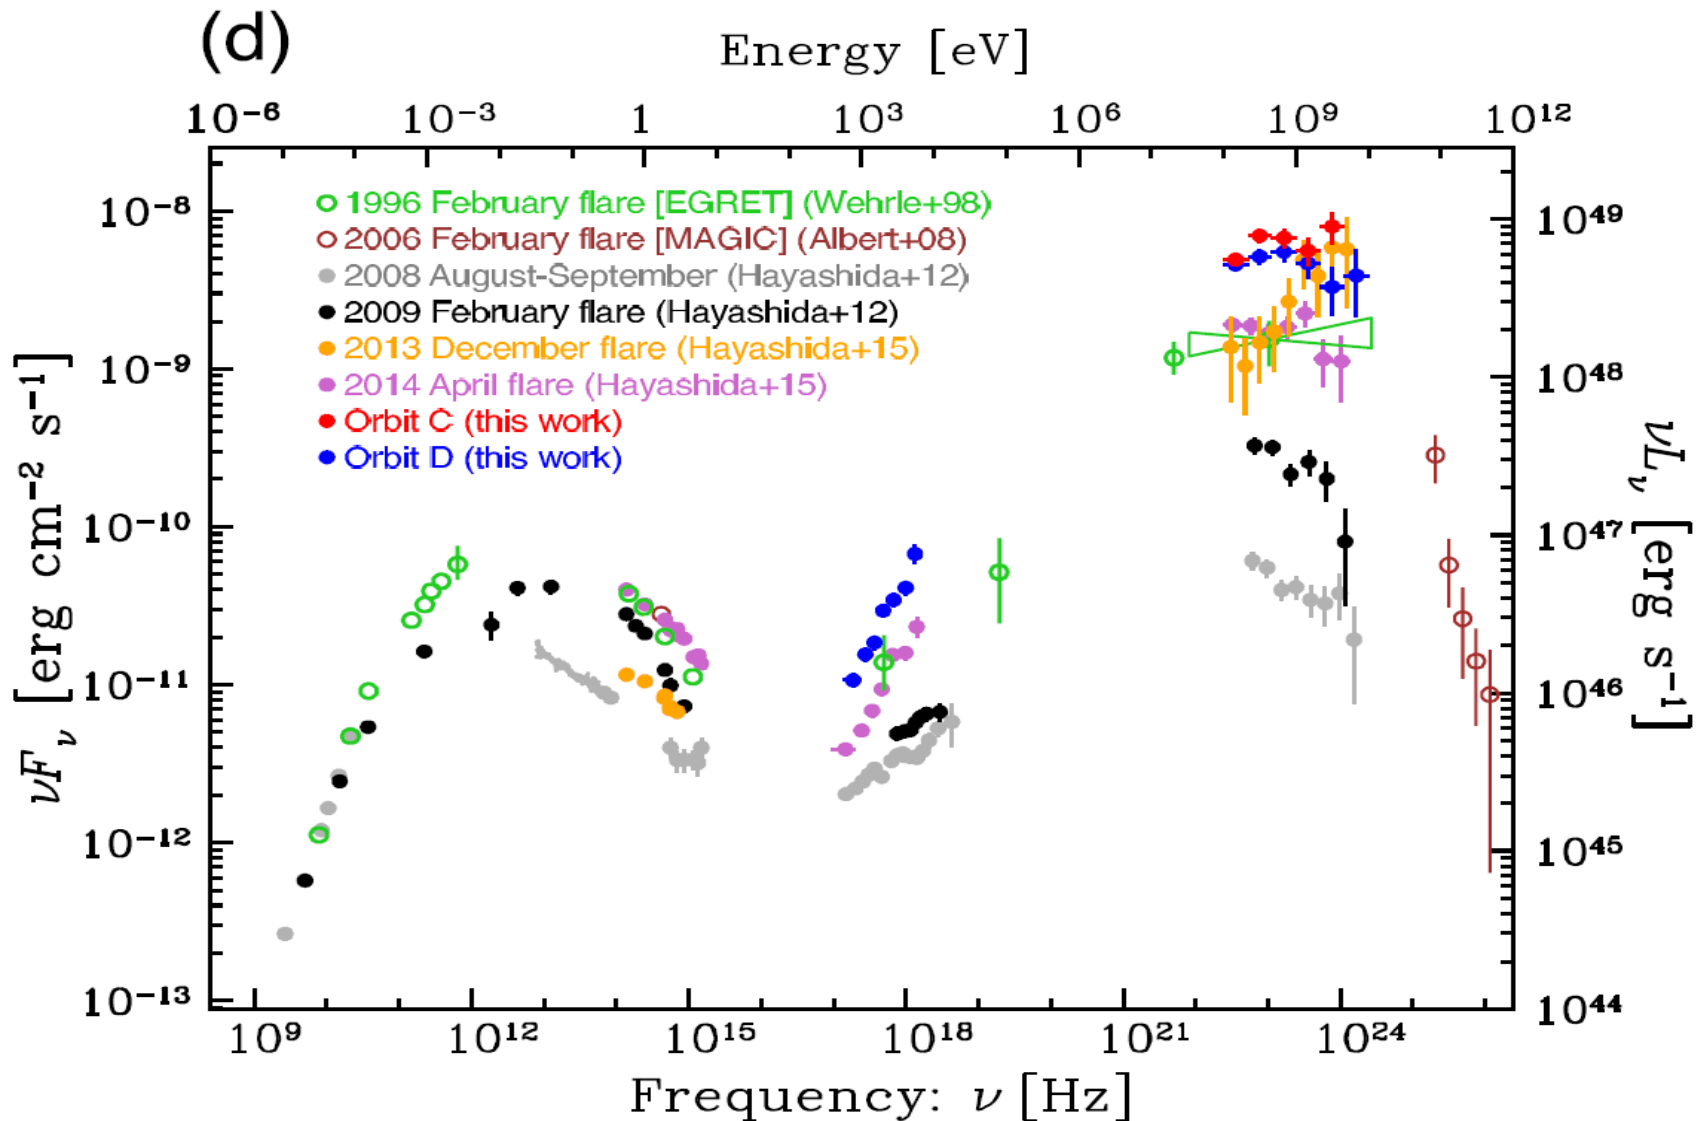 (d)
Energy [eV]
10⁻⁶ 10⁻³ 1 10³ 10⁶ 10⁹ 10¹²
1996 February flare [EGRET] (Wehrle+98)
2006 February flare [MAGIC] (Albert+08)
2008 August-September (Hayashida+12)
2009 February flare (Hayashida+12)
2013 December flare (Hayashida+15)
2014 April flare (Hayashida+15)
Orbit C (this work)
Orbit D (this work)
νFν [erg cm⁻² s⁻¹]
10⁻⁸
10⁻⁹
10⁻¹⁰
10⁻¹¹
10⁻¹²
10⁻¹³
νLν [erg s⁻¹]
10⁴⁹
10⁴⁸
10⁴⁷
10⁴⁶
10⁴⁵
10⁴⁴
10⁹ 10¹² 10¹⁵ 10¹⁸ 10²¹ 10²⁴
Frequency: ν [Hz]